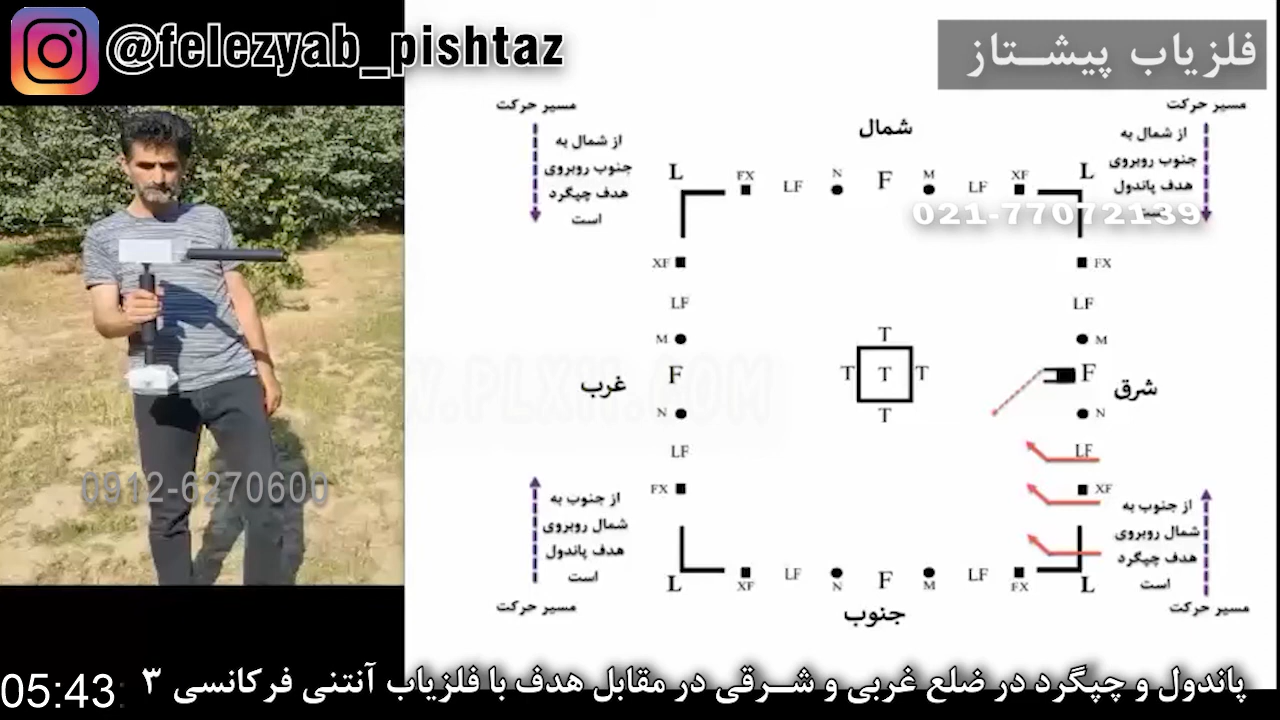 @felezyab_pishtaz
فلزیاب پیشتاز
مسیر حرکت
از شمال به
جنوب روبروی
هدف چپگرد
است
شمال
مسیر حرکت
از شمال به
جنوب روبروی
هدف پاندول
است
021-77072139
L
FX
LF
N
F
M
LF
XF
L
XF
FX
LF
LF
M
M
غرب
F
T
T T T
T
F
شرق
N
N
LF
LF
FX
XF
از جنوب به
شمال روبروی
هدف پاندول
است
مسیر حرکت
از جنوب به
شمال روبروی
هدف چپگرد
است
مسیر حرکت
L
XF
LF
N
F
M
LF
FX
L
جنوب
WWW.PLX11.COM
0912-6270600
پاندول و چپگرد در ضلع غربی و شرقی در مقابل هدف با فلزیاب آنتنی فرکانسی ۳
05:43